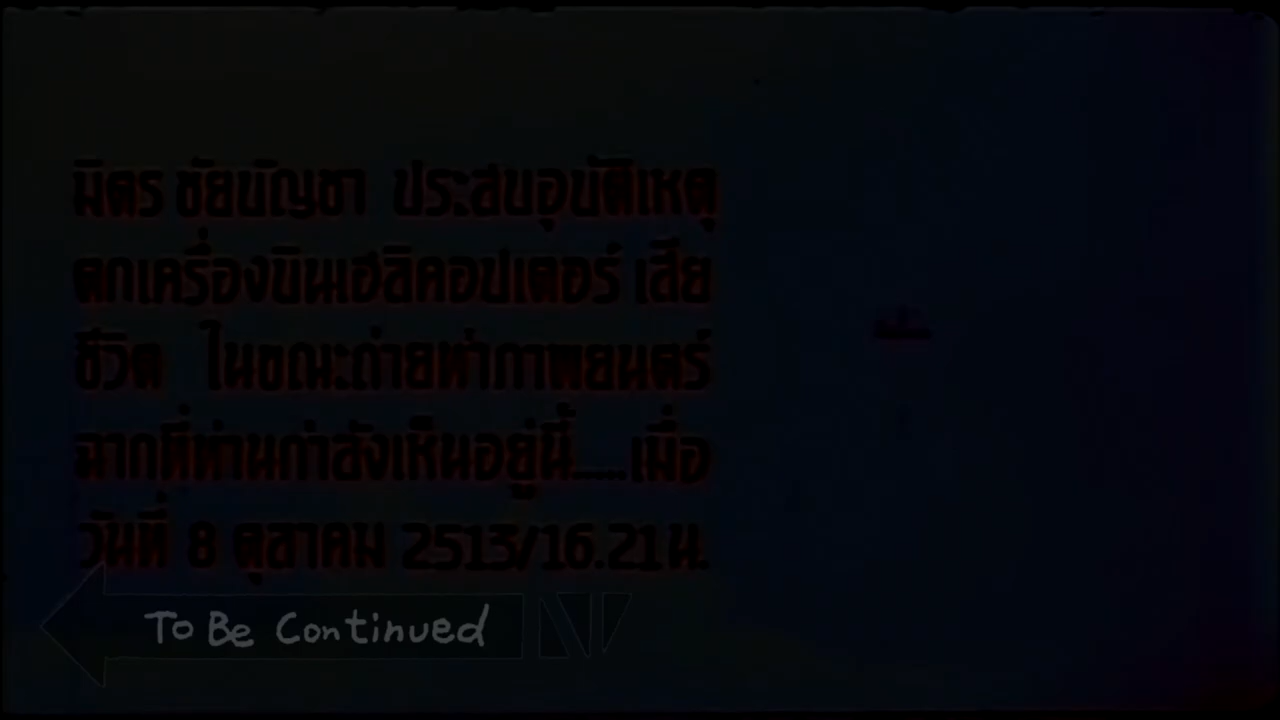 มิตร ชัยบัญชา ประสบอุบัติเหตุ
ตกเครื่องบินเฮลิคอปเตอร์ เสีย
ชีวิต ในขณะถ่ายทำภาพยนตร์
ฉากที่ท่านกำลังเห็นอยู่นี้.....เมื่อ
วันที่ 8 ตุลาคม 2513/16.21 น.
To Be Continued